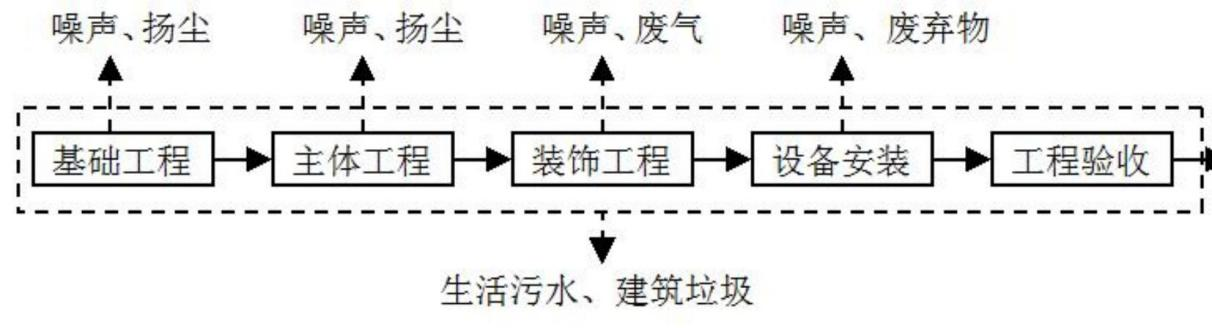 噪声、扬尘 噪声、扬尘 噪声、废气 噪声、废弃物
基础工程 主体工程 装饰工程 设备安装 工程验收
生活污水、建筑垃圾